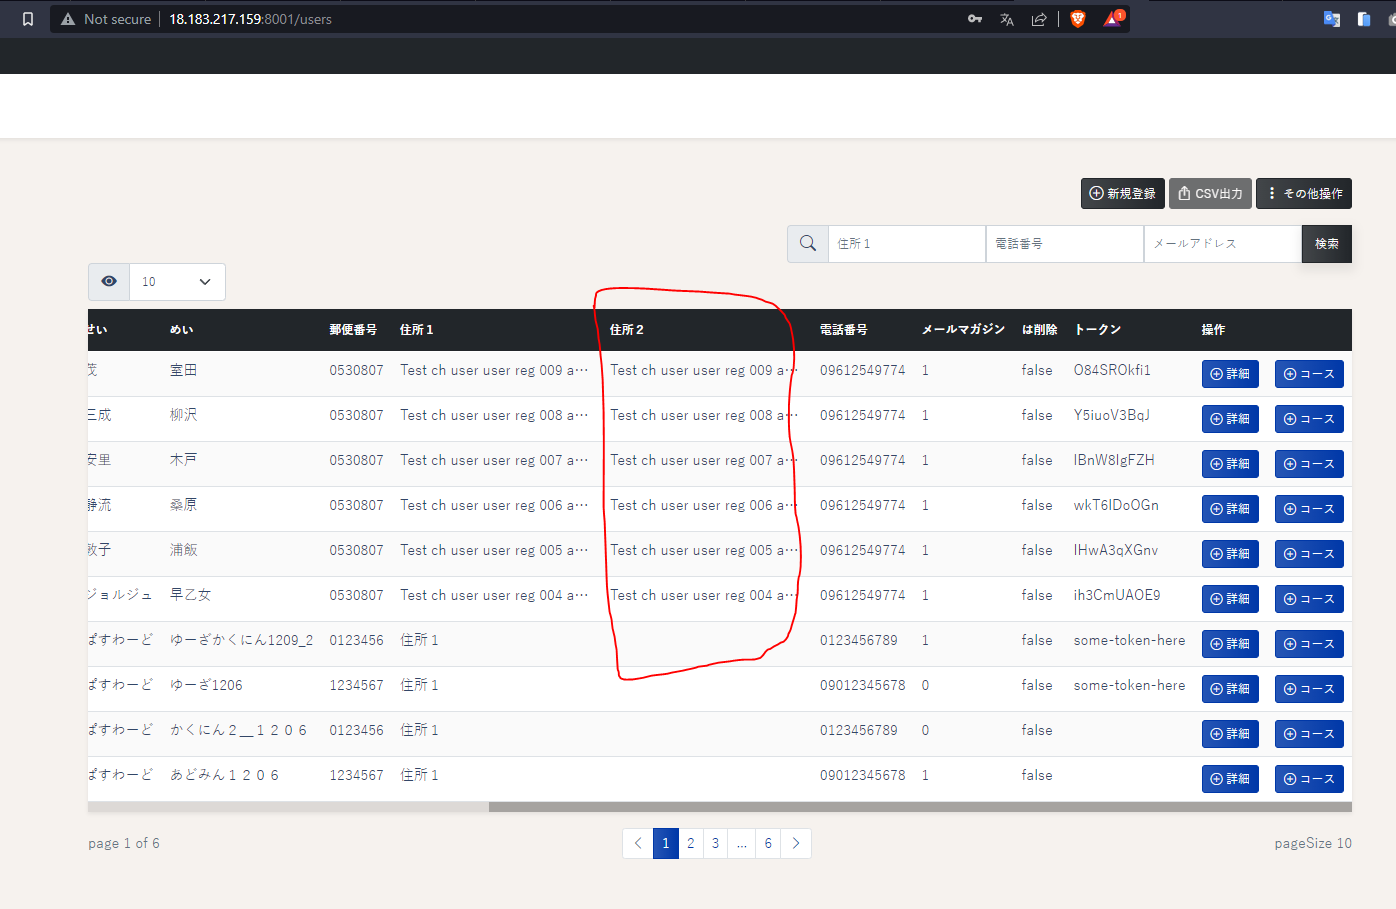 Not secure 18.183.217.159:8001/users 1
新規登録 CSV出力 その他操作
住所１ 電話番号 メールアドレス 検索
10
せい めい 郵便番号 住所１ 住所２ 電話番号 メールマガジン は削除 トークン 操作
茂 室田 0530807 Test ch user user reg 009 a… Test ch user user reg 009 a… 09612549774 1 false O84SROkfi1 詳細 コース
三成 柳沢 0530807 Test ch user user reg 008 a… Test ch user user reg 008 a… 09612549774 1 false Y5iuoV3BqJ 詳細 コース
安里 木戸 0530807 Test ch user user reg 007 a… Test ch user user reg 007 a… 09612549774 1 false IBnW8IgFZH 詳細 コース
静流 桑原 0530807 Test ch user user reg 006 a… Test ch user user reg 006 a… 09612549774 1 false wkT6IDoOGn 詳細 コース
敦子 浦飯 0530807 Test ch user user reg 005 a… Test ch user user reg 005 a… 09612549774 1 false IHwA3qXGnv 詳細 コース
ジョルジュ 早乙女 0530807 Test ch user user reg 004 a… Test ch user user reg 004 a… 09612549774 1 false ih3CmUAOE9 詳細 コース
ぱすわーど ゆーざかくにん1209_2 0123456 住所１ 0123456789 1 false some-token-here 詳細 コース
ぱすわーど ゆーざ1206 1234567 住所１ 09012345678 0 false some-token-here 詳細 コース
ぱすわーど かくにん２＿１２０６ 0123456 住所１ 0123456789 0 false 詳細 コース
ぱすわーど あどみん１２０６ 1234567 住所１ 09012345678 1 false 詳細 コース
page 1 of 6 1 2 3 ... 6 pageSize 10